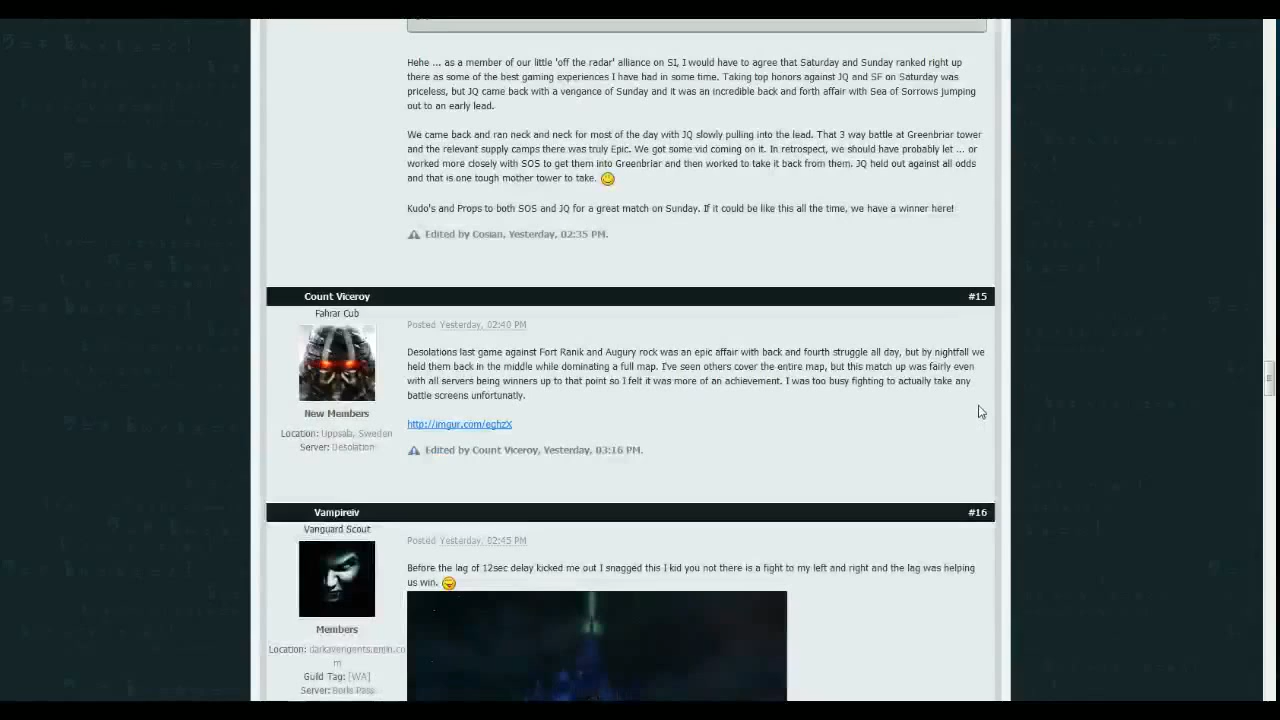 Hehe ... as a member of our little 'off the radar' alliance on SI, I would have to agree that Saturday and Sunday ranked right up
there as some of the best gaming experiences I have had in some time. Taking top honors against JQ and SF on Saturday was
priceless, but JQ came back with a vengance of Sunday and it was an incredible back and forth affair with Sea of Sorrows jumping
out to an early lead.
We came back and ran neck and neck for most of the day with JQ slowly pulling into the lead. That 3 way battle at Greenbriar tower
and the relevant supply camps there was truly Epic. We got some vid coming on it. In retrospect, we should have probably let ... or
worked more closely with SOS to get them into Greenbriar and then worked to take it back from them. JQ held out against all odds
and that is one tough mother tower to take.
Kudo's and Props to both SOS and JQ for a great match on Sunday. If it could be like this all the time, we have a winner here!
Edited by Cosian, Yesterday, 02:35 PM.
Count Viceroy
#15
Fahrar Cub
New Members
Location: Uppsala, Sweden
Server: Desolation
Posted Yesterday, 02:40 PM
Desolations last game against Fort Ranik and Augury rock was an epic affair with back and fourth struggle all day, but by nightfall we
held them back in the middle while dominating a full map. I've seen others cover the entire map, but this match up was fairly even
with all servers being winners up to that point so I felt it was more of an achievement. I was too busy fighting to actually take any
battle screens unfortunatly.
http://imgur.com/eghzX
Edited by Count Viceroy, Yesterday, 03:16 PM.
Vampireiv
#16
Vanguard Scout
Members
Location: darkavengents.enjin.co
m
Guild Tag: [WA]
Server: Borlis Pass
Posted Yesterday, 02:45 PM
Before the lag of 12sec delay kicked me out I snagged this I kid you not there is a fight to my left and right and the lag was helping
us win.